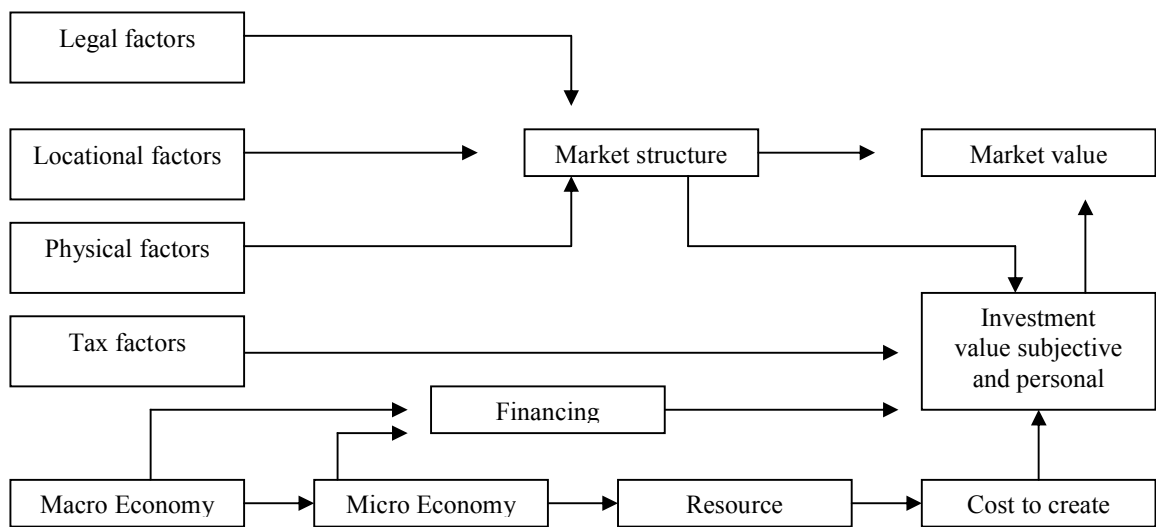 Legal factors
Locational factors
Market structure
Market value
Physical factors
Tax factors
Investment
value subjective
and personal
Financing
Macro Economy
Micro Economy
Resource
Cost to create